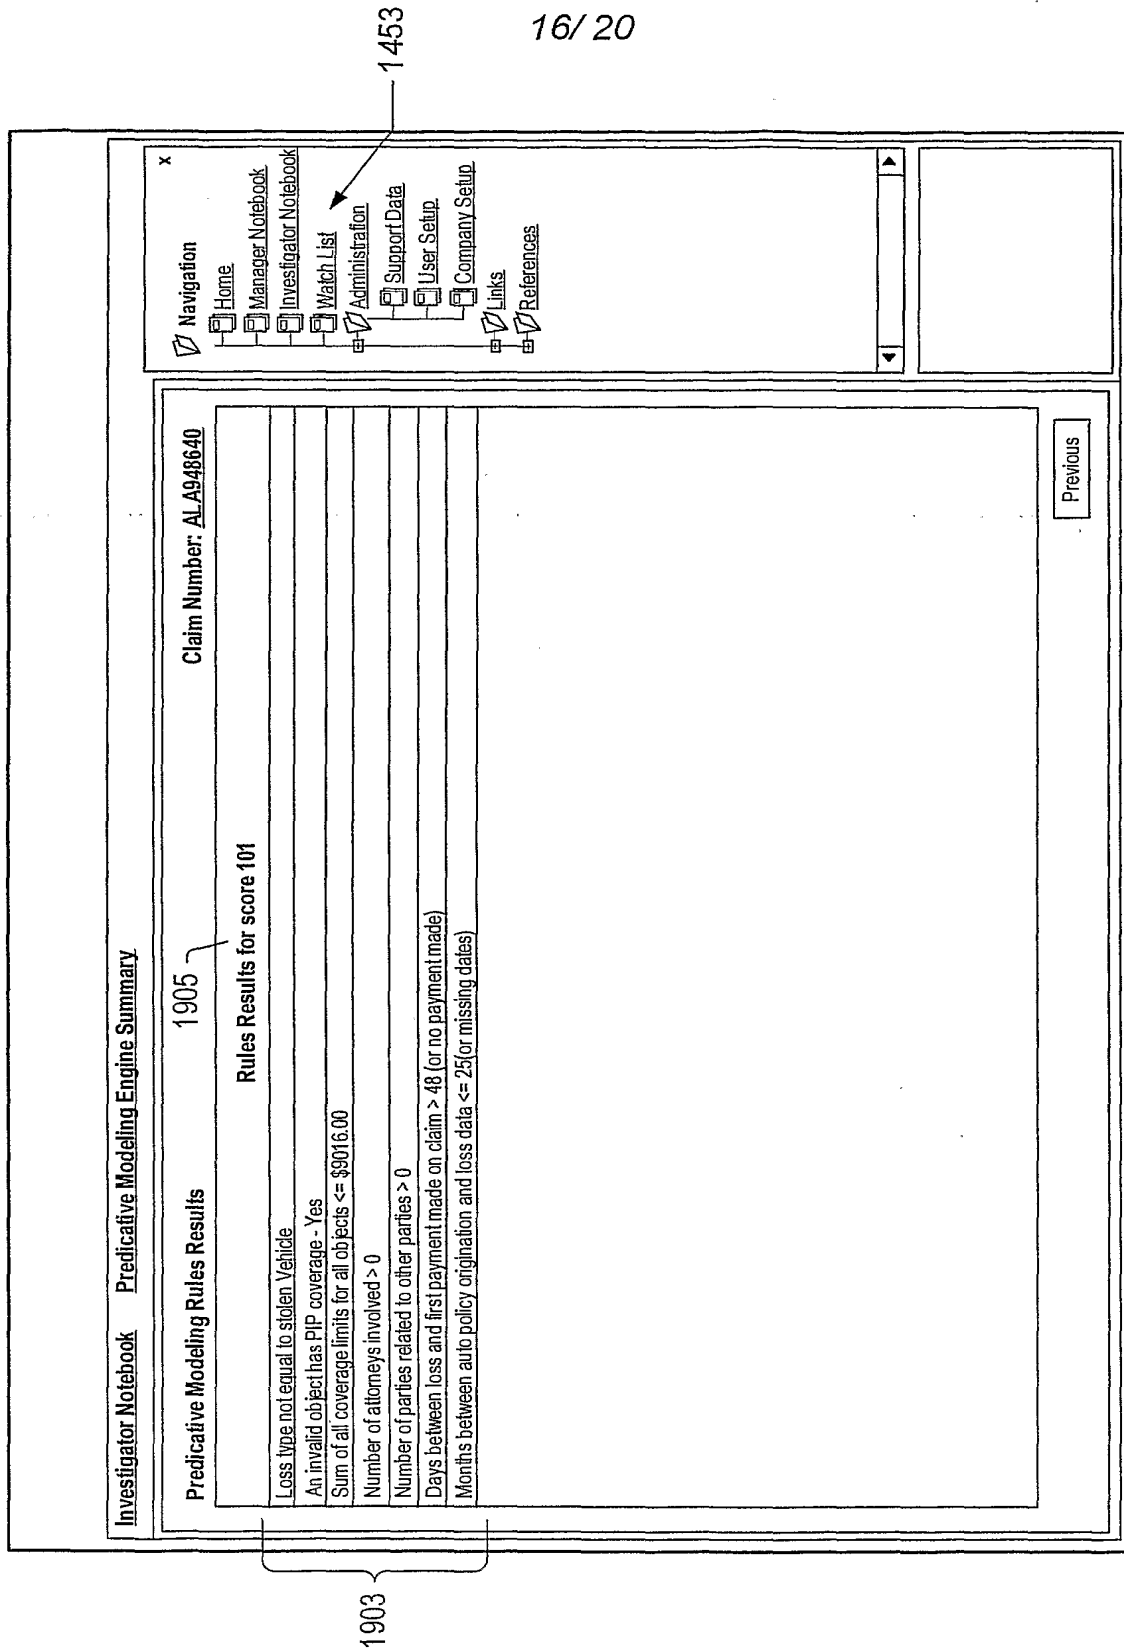 16/20
Investigator Notebook Predicative Modeling Engine Summary
Predicative Modeling Rules Results
Claim Number: ALA948640
1905
Rules Results for score 101
Loss type not equal to stolen Vehicle
An invalid object has PIP coverage - Yes
Sum of all coverage limits for all objects <= $9016.00
Number of attorneys involved > 0
Number of parties related to other parties > 0
Days between loss and first payment made on claim > 48 (or no payment made)
Months between auto policy origination and loss data <= 25(or missing dates)
1903
Previous
x
Navigation
Home
Manager Notebook
Investigator Notebook
Watch List
Administration
Support Data
User Setup
Company Setup
Links
References
1453